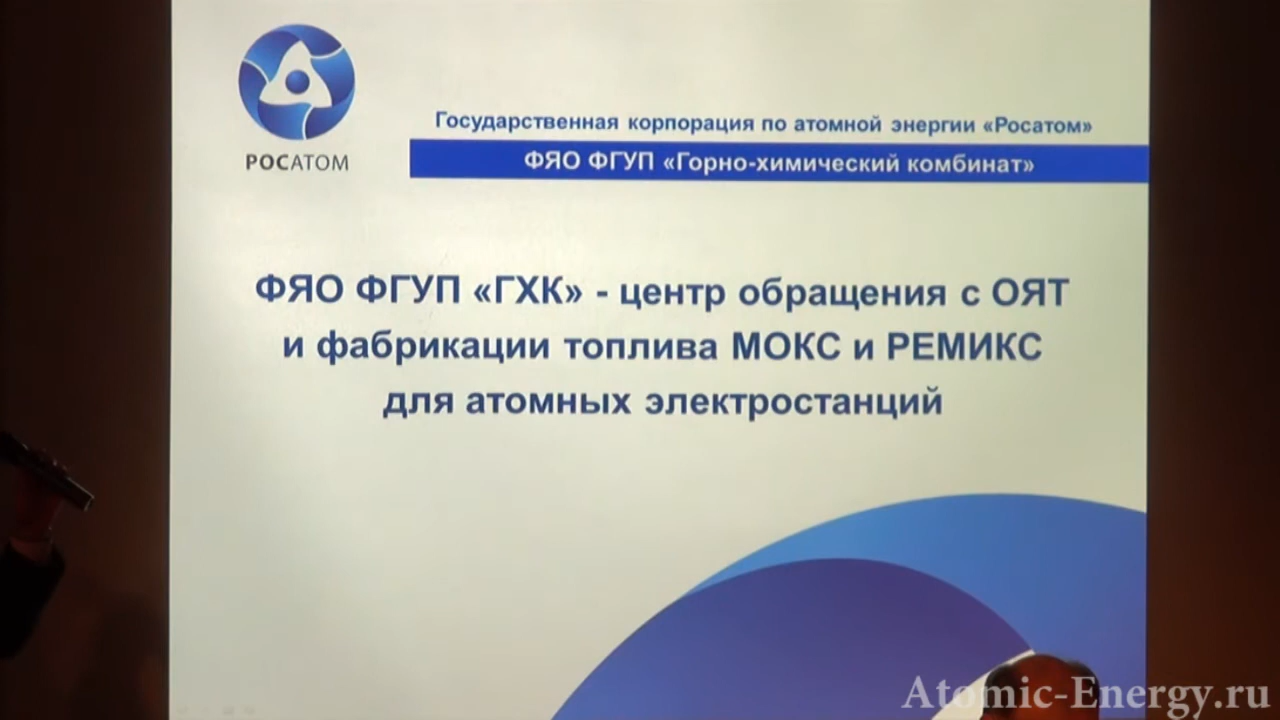 РОСАТОМ
Государственная корпорация по атомной энергии «Росатом»
ФЯО ФГУП «Горно-химический комбинат»
ФЯО ФГУП «ГХК» - центр обращения с ОЯТ
и фабрикации топлива МОКС и РЕМИКС
для атомных электростанций
Atomic-Energy.ru